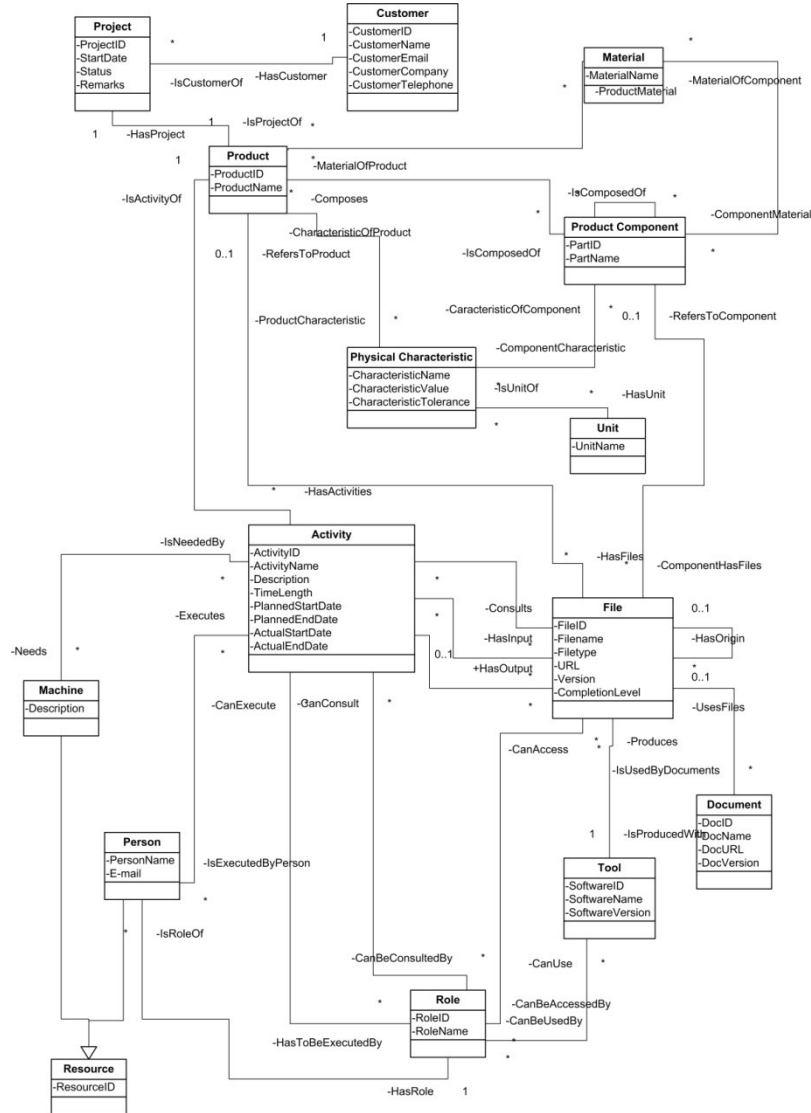 Project
-ProjectID
-StartDate
-Status
-Remarks
Customer
-CustomerID
-CustomerName
-CustomerEmail
-CustomerCompany
-CustomerTelephone
*
1
-HasCustomer
-IsCustomerOf
Material
-MaterialName
-ProductMaterial
*
-MaterialOfComponent
*
1
-HasProject
1
-IsProjectOf
*
1
Product
-ProductID
-ProductName
*
-MaterialOfProduct
-IsActivityOf
*
-Composes
-IsComposedOf
*
*
-CharacteristicOfProduct
*
Product Component
-PartID
-PartName
-ComponentMaterial
*
0..1
-RefersToProduct
-IsComposedOf
-ProductCharacteristic
*
-CaracteristicOfComponent
*
0..1
-RefersToComponent
Physical Characteristic
-CharacteristicName
-CharacteristicValue
-CharacteristicTolerance
-ComponentCharacteristic
*
-IsUnitOf
*
-HasUnit
*
Unit
-UnitName
*
-HasActivities
-IsNeededBy
Activity
-ActivityID
-ActivityName
-Description
-TimeLength
-PlannedStartDate
-PlannedEndDate
-ActualStartDate
-ActualEndDate
*
-HasFiles
*
-ComponentHasFiles
*
*
-Executes
*
-Consults
*
-HasInput
*
0..1
+HasOutput
*
*
File
-FileID
-Filename
-Filetype
-URL
-Version
-CompletionLevel
0..1
-HasOrigin
*
0..1
-UsesFiles
-Needs
*
Machine
-Description
-CanExecute
*
-CanConsult
*
-CanAccess
*
*
-Produces
-IsUsedByDocuments
*
Document
-DocID
-DocName
-DocURL
-DocVersion
1
-IsProducedWith
Person
-PersonName
-E-mail
-IsExecutedByPerson
*
Tool
-SoftwareID
-SoftwareName
-SoftwareVersion
*
-IsRoleOf
-CanBeConsultedBy
*
-CanUse
*
*
Role
-RoleID
-RoleName
-CanBeAccessedBy
-CanBeUsedBy
*
*
-HasToBeExecutedBy
Resource
-ResourceID
-HasRole
1